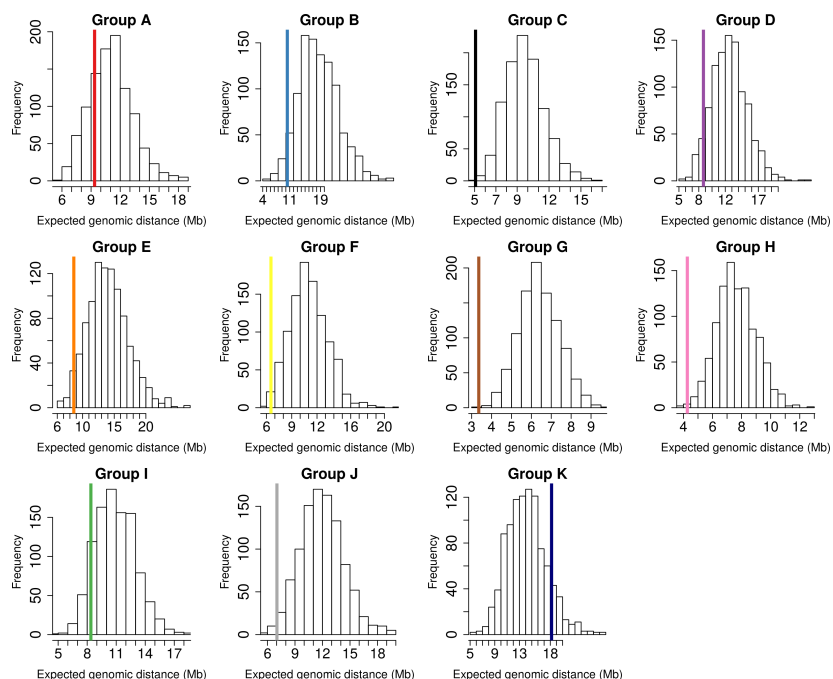 Group A
Frequency
0 50 100 200
6 9 12 15 18
Expected genomic distance (Mb)
Group B
Frequency
0 50 100 150
4 11 19
Expected genomic distance (Mb)
Group C
Frequency
0 50 150
5 7 9 12 15
Expected genomic distance (Mb)
Group D
Frequency
0 50 100 150
5 8 12 17
Expected genomic distance (Mb)
Group E
Frequency
0 40 80 120
6 10 15 20
Expected genomic distance (Mb)
Group F
Frequency
0 50 100 150
6 9 12 16 20
Expected genomic distance (Mb)
Group G
Frequency
0 50 100 200
3 4 5 6 7 8 9
Expected genomic distance (Mb)
Group H
Frequency
0 50 100 150
4 6 8 10 12
Expected genomic distance (Mb)
Group I
Frequency
0 50 100 150
5 8 11 14 17
Expected genomic distance (Mb)
Group J
Frequency
0 50 100 150
6 9 12 15 18
Expected genomic distance (Mb)
Group K
Frequency
0 40 80 120
5 9 13 18
Expected genomic distance (Mb)